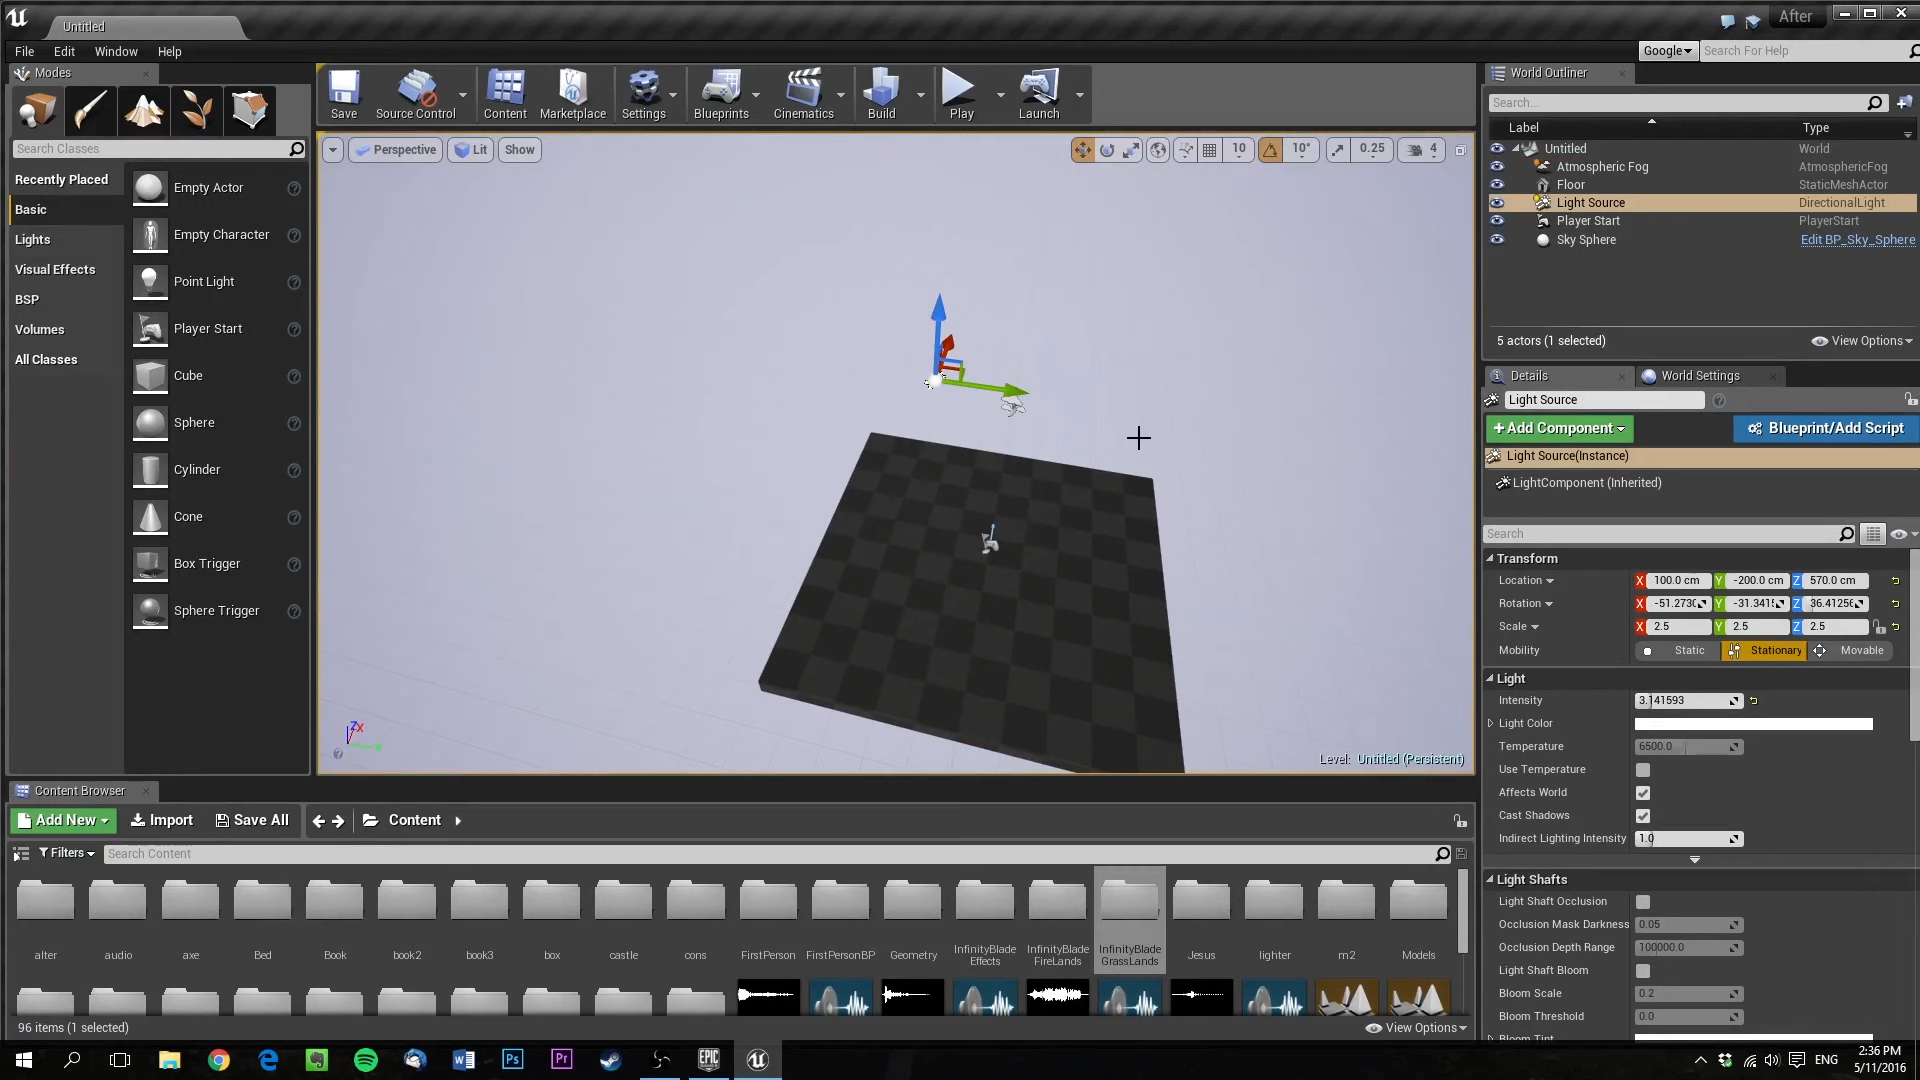 Untitled
After
File Edit Window Help
Google Search For Help
Modes
Search Classes
Recently Placed
Basic
Lights
Visual Effects
BSP
Volumes
All Classes
Empty Actor
Empty Character
Point Light
Player Start
Cube
Sphere
Cylinder
Cone
Box Trigger
Sphere Trigger
Save Source Control Content Marketplace Settings Blueprints Cinematics Build Play Launch
Perspective Lit Show
10 10° 0.25 4
Level: Untitled (Persistent)
World Outliner
Search...
Label Type
Untitled World
Atmospheric Fog AtmosphericFog
Floor StaticMeshActor
Light Source DirectionalLight
Player Start PlayerStart
Sky Sphere Edit BP_Sky_Sphere
5 actors (1 selected) View Options
Details World Settings
Light Source
+Add Component Blueprint/Add Script
Light Source(Instance)
LightComponent (Inherited)
Search
Transform
Location X 100.0 cm Y -200.0 cm Z 570.0 cm
Rotation X -51.273 Y -31.341 Z 36.41256
Scale X 2.5 Y 2.5 Z 2.5
Mobility Static Stationary Movable
Light
Intensity 3.141593
Light Color
Temperature 6500.0
Use Temperature
Affects World
Cast Shadows
Indirect Lighting Intensity 1.0
Light Shafts
Light Shaft Occlusion
Occlusion Mask Darkness 0.05
Occlusion Depth Range 100000.0
Light Shaft Bloom
Bloom Scale 0.2
Bloom Threshold 0.0
Bloom Tint
Content Browser
Add New Import Save All Content
Filters Search Content
alter audio axe Bed Book book2 book3 box castle cons FirstPerson FirstPersonBP Geometry InfinityBlade Effects InfinityBlade FireLands InfinityBlade GrassLands Jesus lighter m2 Models
96 items (1 selected) View Options
ENG
2:36 PM
5/11/2016